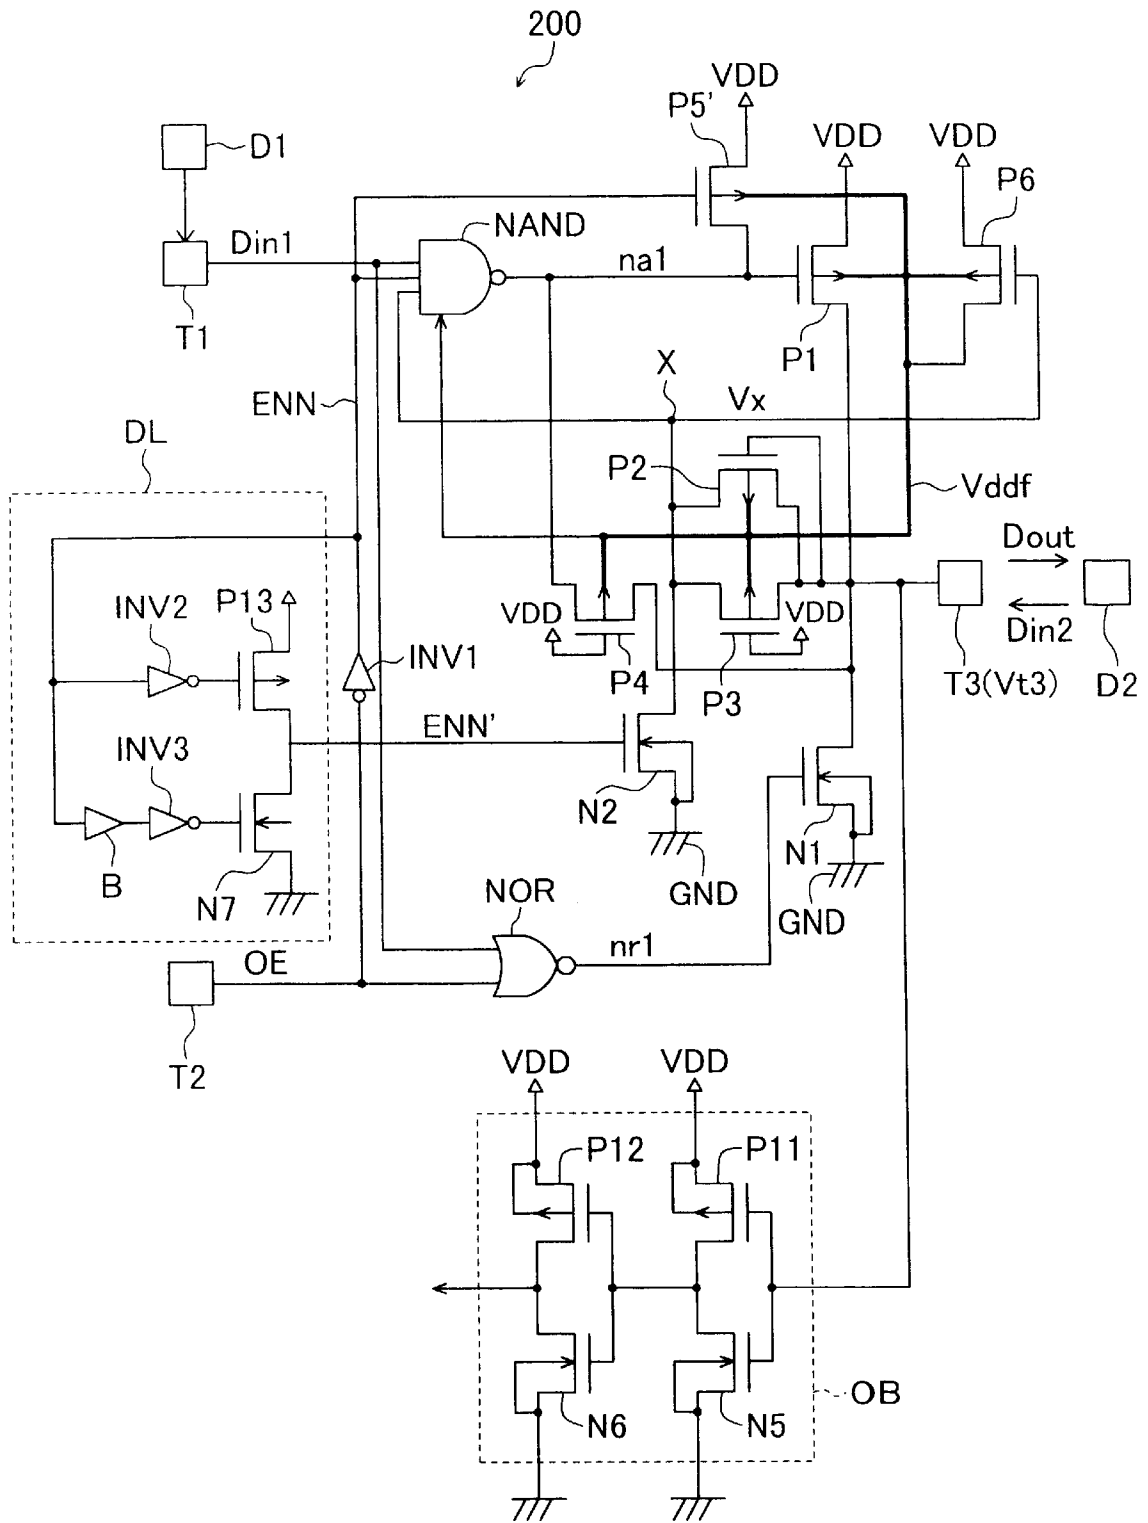 200
VDD
P5'
VDD
VDD
D1
P6
Din1
NAND
na1
T1
P1
X
Vx
ENN
DL
P2
Vddf
Dout
INV2
P13
VDD
VDD
INV1
Din2
P4
P3
T3(Vt3)
D2
ENN'
INV3
N2
N1
B
N7
GND
NOR
GND
nr1
OE
T2
VDD
VDD
P12
P11
OB
N6
N5